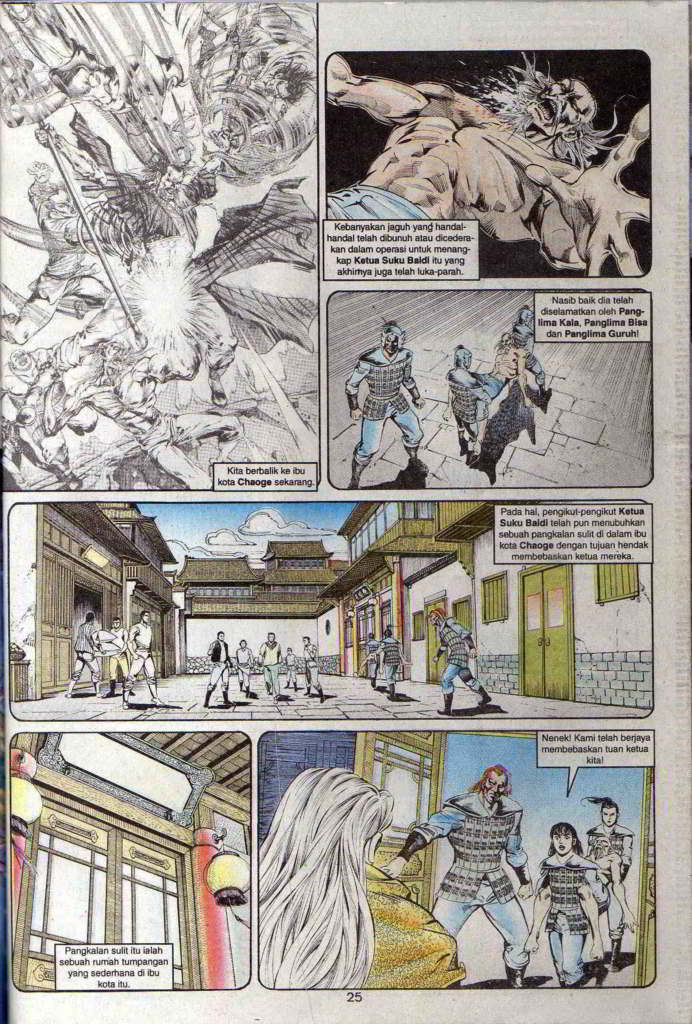 Kebanyakan jaguh yang handal-
handal telah dibunuh atau dicedera-
kan dalam operasi untuk menang-
kap Ketua Suku Baldi itu yang
akhirnya juga telah luka-parah.
Nasib baik dia telah
diselamatkan oleh Pang-
lima Kala, Panglima Bisa
dan Panglima Guruh!
Kita berbalik ke ibu
kota Chaoge sekarang.
Pada hal, pengikut-pengikut Ketua
Suku Baldi telah pun menubuhkan
sebuah pangkalan sulit di dalam ibu
kota Chaoge dengan tujuan hendak
membebaskan ketua mereka.
Pangkalan sulit itu ialah
sebuah rumah tumpangan
yang sederhana di ibu
kota itu.
Nenek! Kami telah berjaya
membebaskan tuan ketua
kita!
25